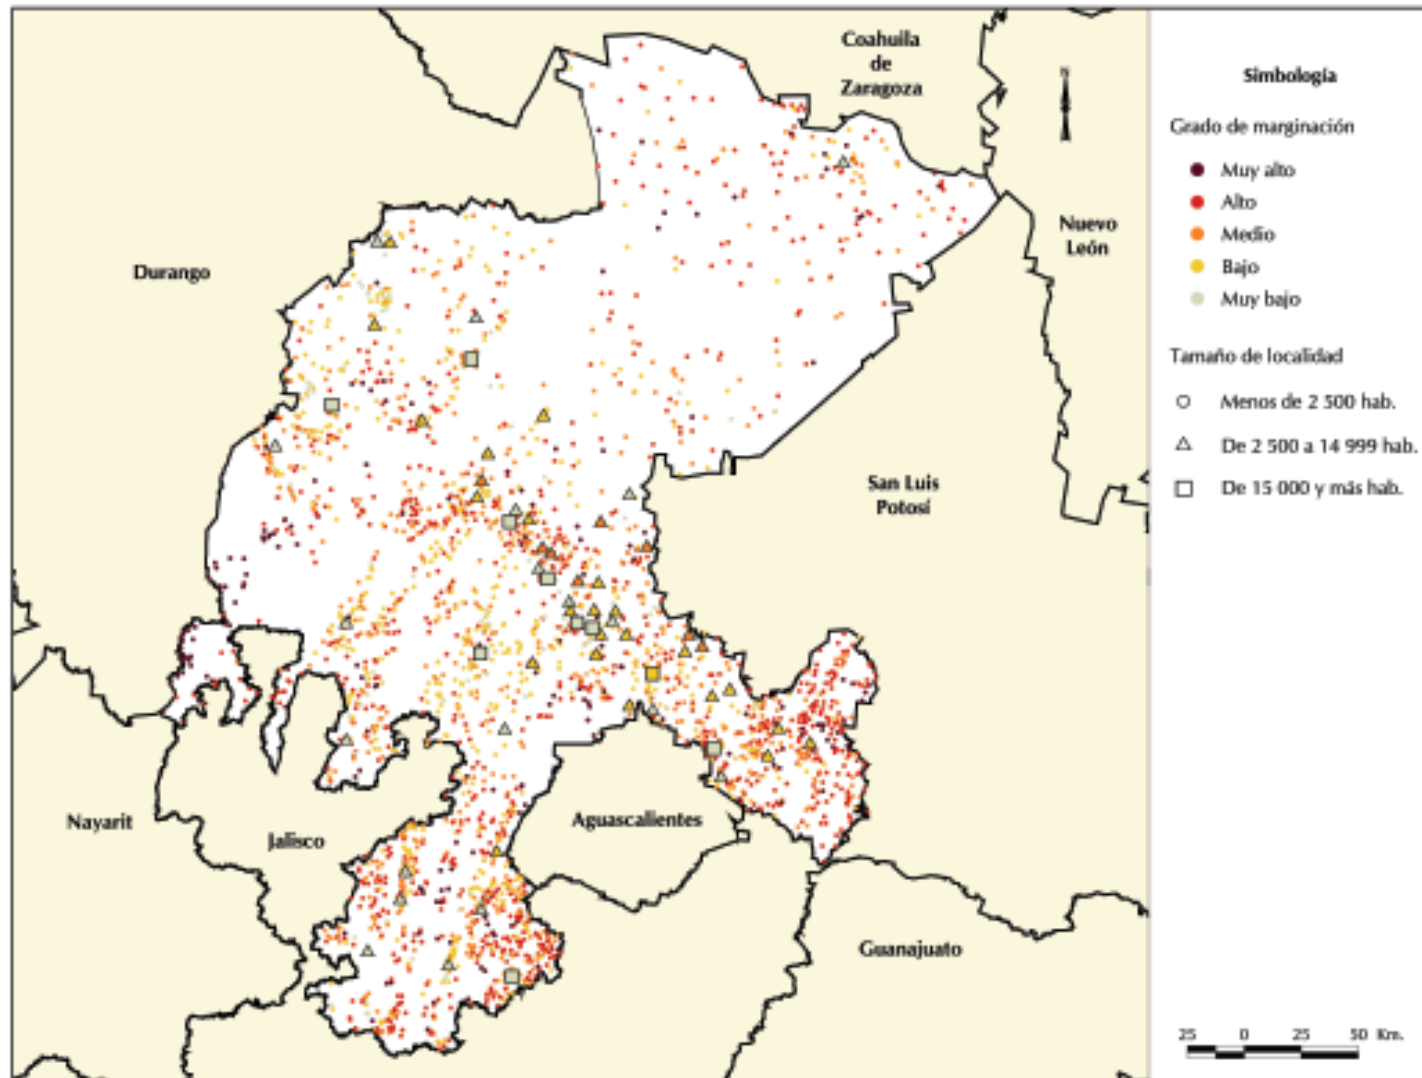 Coahuila
de
Zaragoza
Nuevo
León
Durango
San Luis
Potosí
Nayarit
Jalisco
Aguascalientes
Guanajuato
N
Simbología
Grado de marginación
Muy alto
Alto
Medio
Bajo
Muy bajo
Tamaño de localidad
Menos de 2 500 hab.
De 2 500 a 14 999 hab.
De 15 000 y más hab.
25 0 25 50 Km.